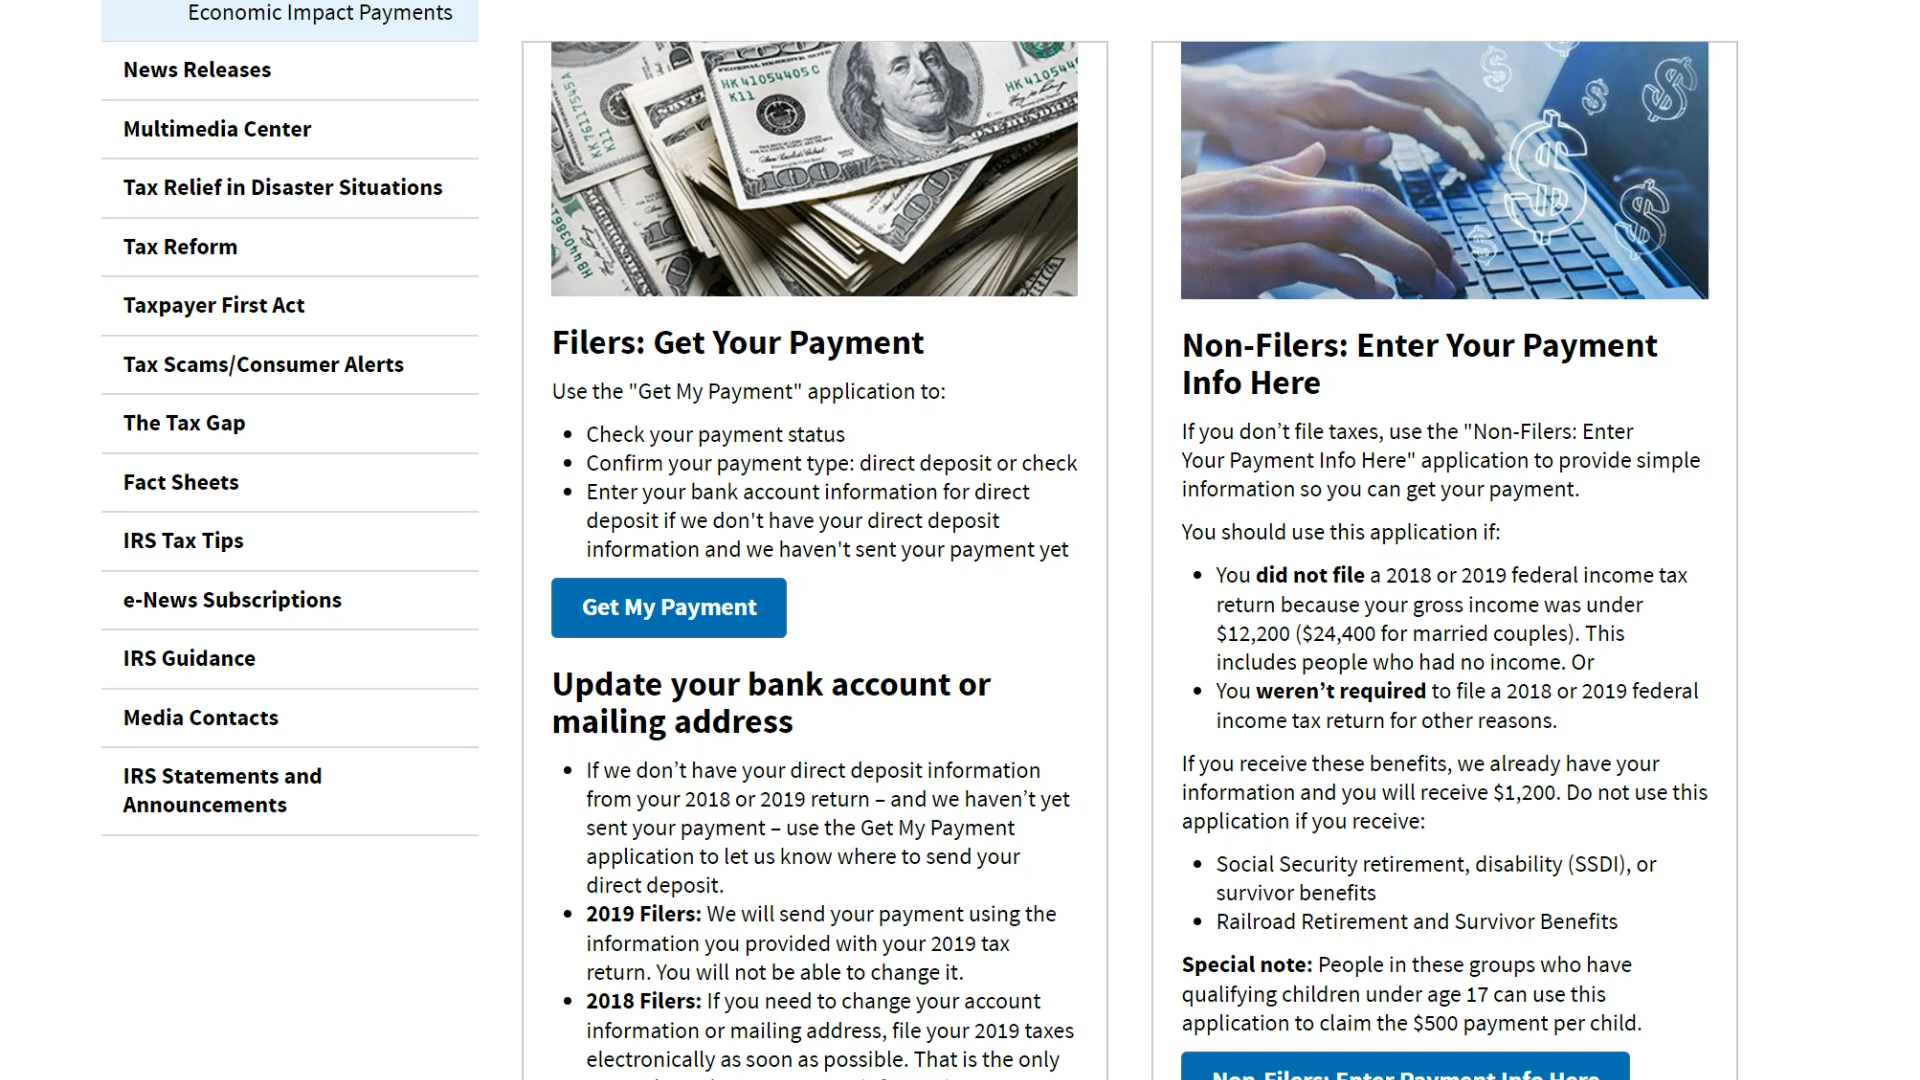 Economic Impact Payments
News Releases
Multimedia Center
Tax Relief in Disaster Situations
Tax Reform
Taxpayer First Act
Tax Scams/Consumer Alerts
The Tax Gap
Fact Sheets
IRS Tax Tips
e-News Subscriptions
IRS Guidance
Media Contacts
IRS Statements and
Announcements
HK 41054405 C
K11
100
Filers: Get Your Payment
Use the "Get My Payment" application to:
• Check your payment status
• Confirm your payment type: direct deposit or check
• Enter your bank account information for direct
deposit if we don't have your direct deposit
information and we haven't sent your payment yet
Get My Payment
Update your bank account or
mailing address
• If we don’t have your direct deposit information
from your 2018 or 2019 return – and we haven’t yet
sent your payment – use the Get My Payment
application to let us know where to send your
direct deposit.
• 2019 Filers: We will send your payment using the
information you provided with your 2019 tax
return. You will not be able to change it.
• 2018 Filers: If you need to change your account
information or mailing address, file your 2019 taxes
electronically as soon as possible. That is the only
Non-Filers: Enter Your Payment
Info Here
If you don’t file taxes, use the "Non-Filers: Enter
Your Payment Info Here" application to provide simple
information so you can get your payment.
You should use this application if:
• You did not file a 2018 or 2019 federal income tax
return because your gross income was under
$12,200 ($24,400 for married couples). This
includes people who had no income. Or
• You weren’t required to file a 2018 or 2019 federal
income tax return for other reasons.
If you receive these benefits, we already have your
information and you will receive $1,200. Do not use this
application if you receive:
• Social Security retirement, disability (SSDI), or
survivor benefits
• Railroad Retirement and Survivor Benefits
Special note: People in these groups who have
qualifying children under age 17 can use this
application to claim the $500 payment per child.
Non-Filers: Enter Payment Info Here